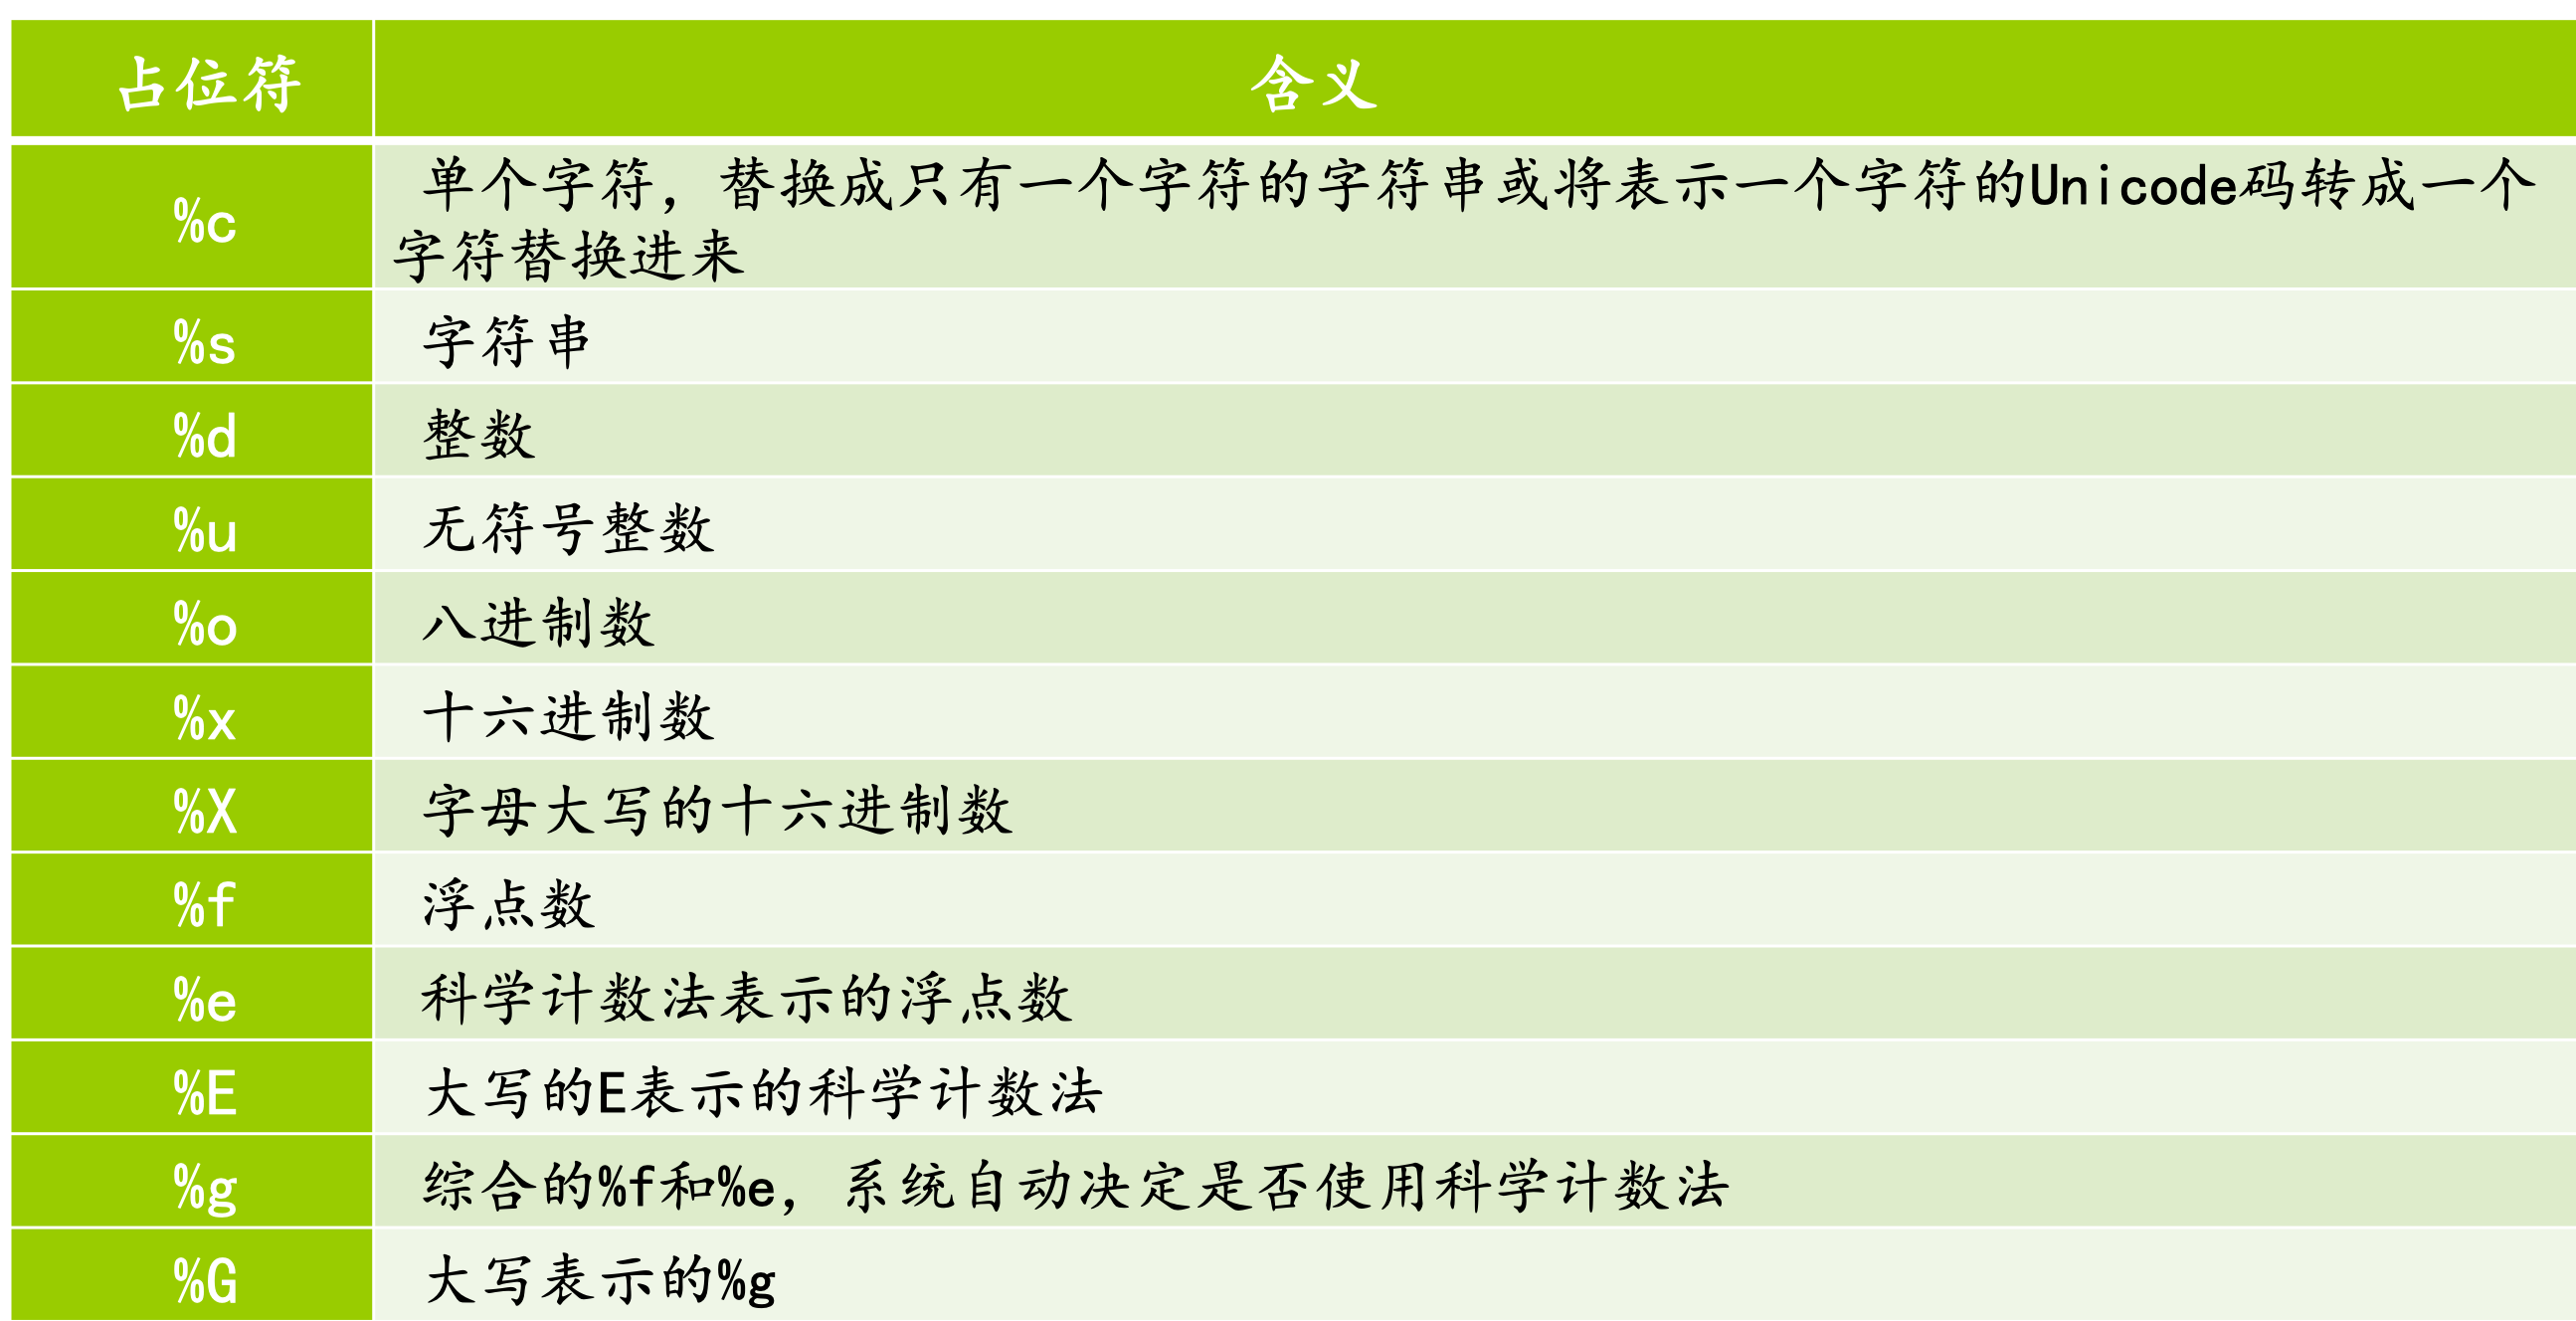 占位符 含义
%c 单个字符，替换成只有一个字符的字符串或将表示一个字符的Unicode码转成一个
字符替换进来
%s 字符串
%d 整数
%u 无符号整数
%o 八进制数
%x 十六进制数
%X 字母大写的十六进制数
%f 浮点数
%e 科学计数法表示的浮点数
%E 大写的E表示的科学计数法
%g 综合的%f和%e，系统自动决定是否使用科学计数法
%G 大写表示的%g